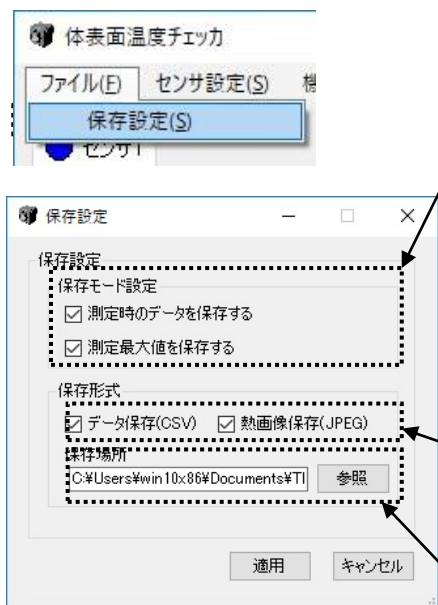 体表面温度チェッカ
ファイル(F) センサ設定(S)
保存設定(S)
センサ1
保存設定
保存設定
保存モード設定
測定時のデータを保存する
測定最大値を保存する
保存形式
データ保存(CSV) 熱画像保存(JPEG)
保存場所
C:¥Users¥win10x86¥Documents¥TI 参照
適用 キャンセル